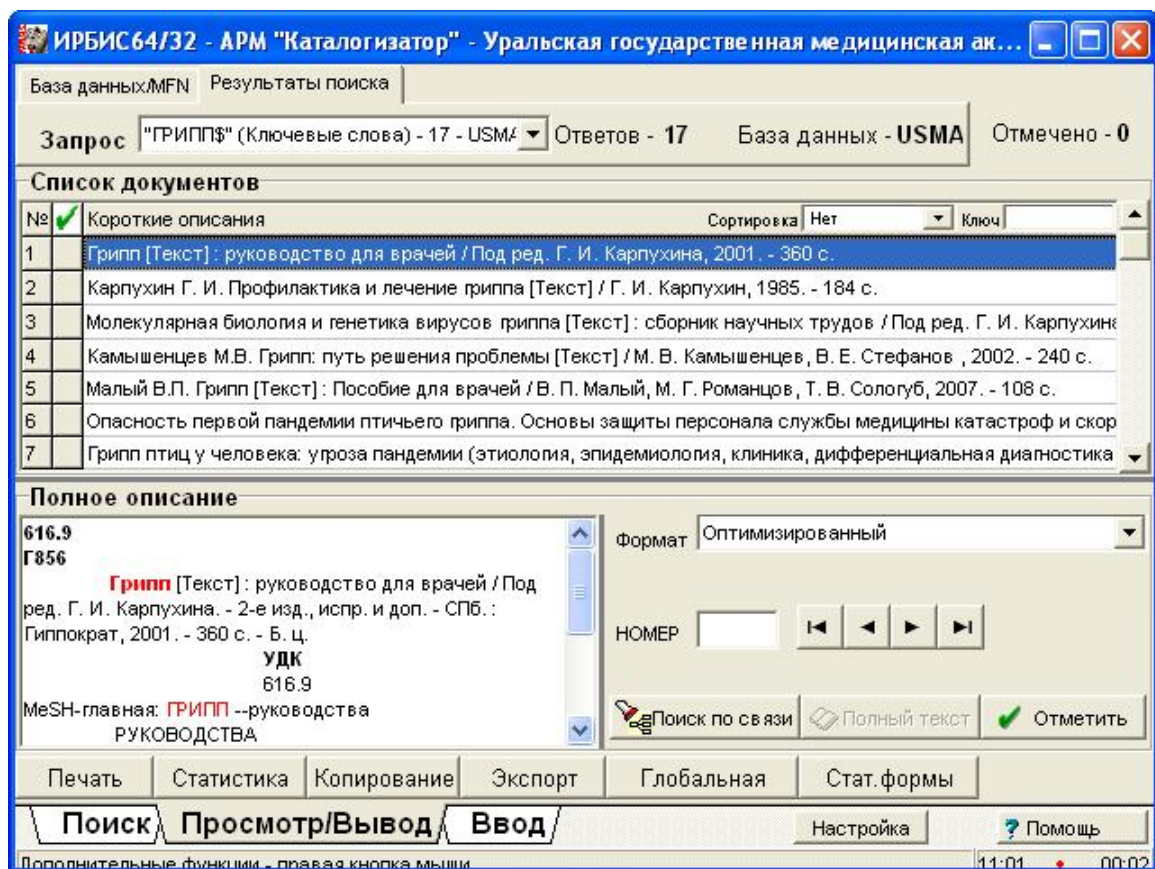 ИРБИС64/32 - АРМ "Каталогизатор" - Уральская государственная медицинская ак...
База данных/MFN Результаты поиска
Запрос "ГРИПП$" (Ключевые слова) - 17 - USMA Ответов - 17 База данных - USMA Отмечено - 0
Список документов
№ Короткие описания Сортировка Нет Ключ
1 Грипп [Текст] : руководство для врачей / Под ред. Г. И. Карпухина, 2001. - 360 с.
2 Карпухин Г. И. Профилактика и лечение гриппа [Текст] / Г. И. Карпухин, 1985. - 184 с.
3 Молекулярная биология и генетика вирусов гриппа [Текст] : сборник научных трудов / Под ред. Г. И. Карпухина
4 Камышенцев М.В. Грипп: путь решения проблемы [Текст] / М. В. Камышенцев, В. Е. Стефанов , 2002. - 240 с.
5 Малый В.П. Грипп [Текст] : Пособие для врачей / В. П. Малый, М. Г. Романцов, Т. В. Сологуб, 2007. - 108 с.
6 Опасность первой пандемии птичьего гриппа. Основы защиты персонала службы медицины катастроф и скор
7 Грипп птиц у человека: угроза пандемии (этиология, эпидемиология, клиника, дифференциальная диагностика
Полное описание
616.9
Г856
Грипп [Текст] : руководство для врачей / Под
ред. Г. И. Карпухина. - 2-е изд., испр. и доп. - СПб. :
Гиппократ, 2001. - 360 с. - Б. ц.
УДК
616.9
MeSH-главная: ГРИПП --руководства
РУКОВОДСТВА
Формат Оптимизированный
НОМЕР
Поиск по связи Полный текст Отметить
Печать Статистика Копирование Экспорт Глобальная Стат.формы
Поиск Просмотр/Вывод Ввод Настройка ? Помощь
Дополнительные функции - правая кнопка мыши 11:01 00:02